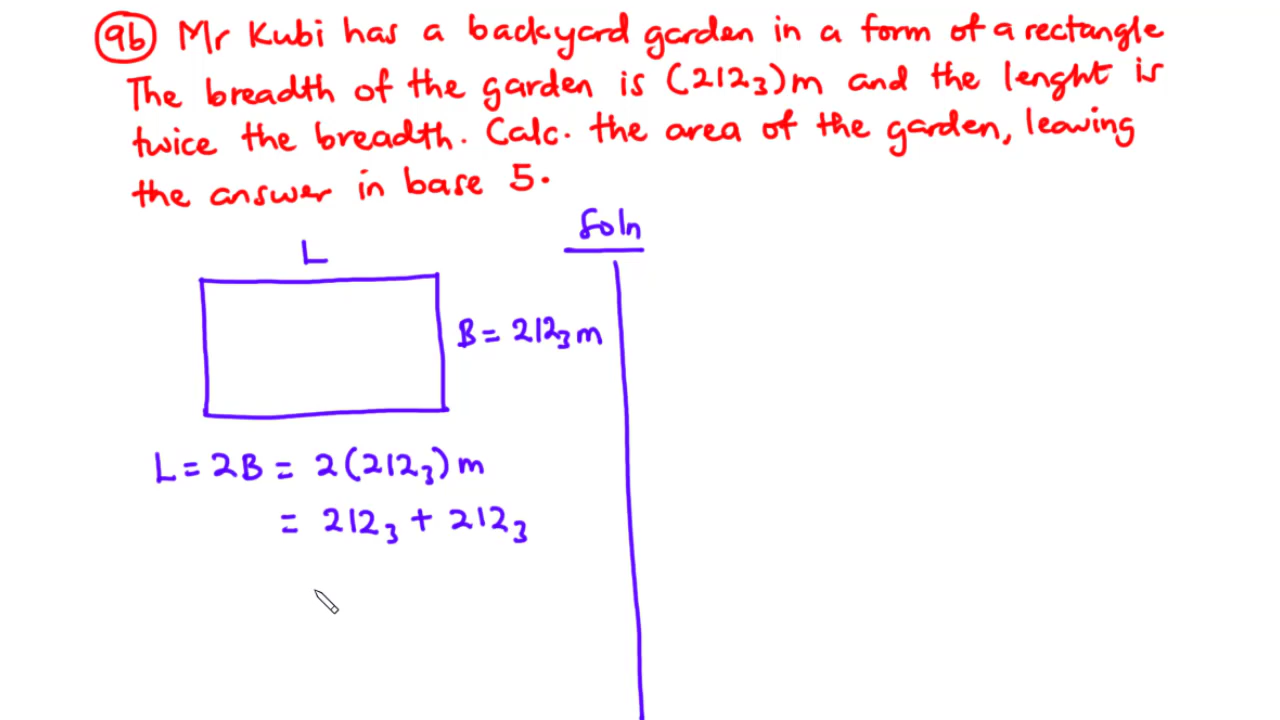 9b Mr Kubi has a backyard garden in a form of a rectangle
The breadth of the garden is (212₃)m and the lenght is
twice the breadth. Calc. the area of the garden, leaving
the answer in base 5.
Soln
L
B = 212₃m
L = 2B = 2(212₃)m
= 212₃ + 212₃